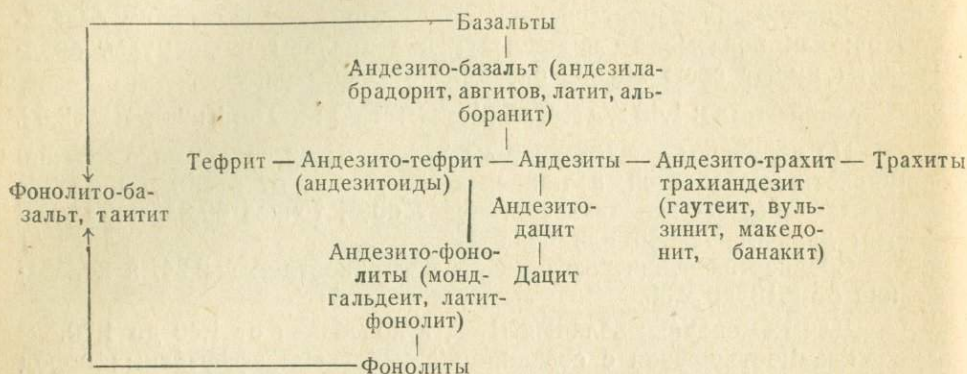 Базальты
Андезито-базальт (андезила-
брадорит, авгитов, латит, аль-
боранит)
Тефрит — Андезито-тефрит — Андезиты — Андезито-трахит — Трахиты
(андезитоиды)
трахиандезит
Фонолито-ба-
зальт, таитит
Андезито-
дацит
(гаутеит, вуль-
зинит, македо-
нит, банакит)
Андезито-фоно-
литы (монд-
гальдеит, латит-
фонолит)
Дацит
Фонолиты